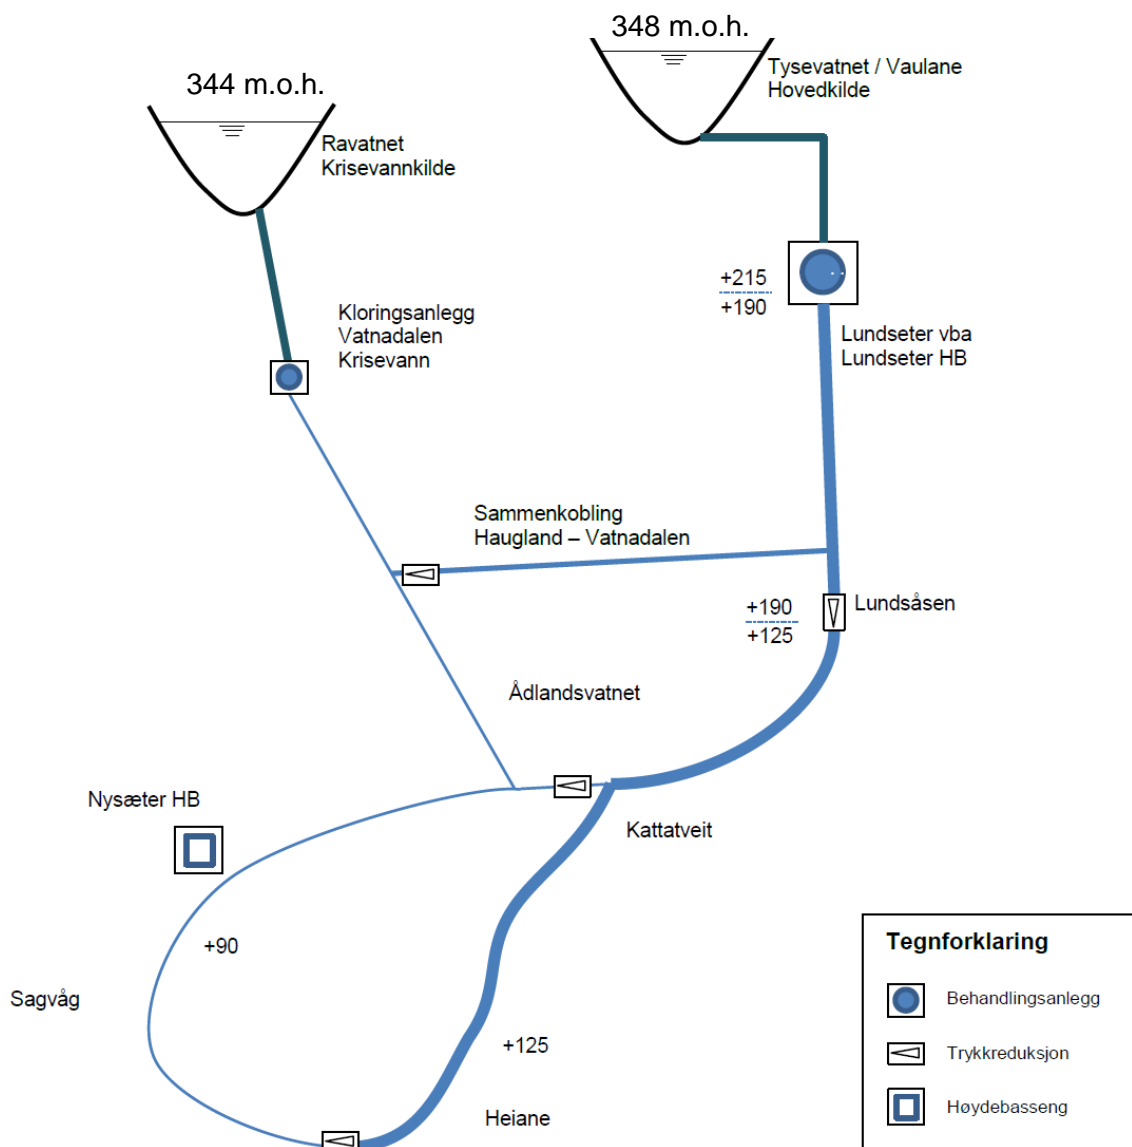 348 m.o.h.
344 m.o.h.
Tysevatnet / Vaulane
Hovedkilde
Ravatnet
Krisevannkilde
+215
+190
Kloringsanlegg
Vatnadalen
Krisevann
Lundseter vba
Lundseter HB
Sammenkobling
Haugland – Vatnadalen
+190
+125
Lundsåsen
Ådlandsvatnet
Nysæter HB
Kattatveit
+90
Sagvåg
+125
Heiane
Tegnforklaring
Behandlingsanlegg
Trykkreduksjon
Høydebasseng